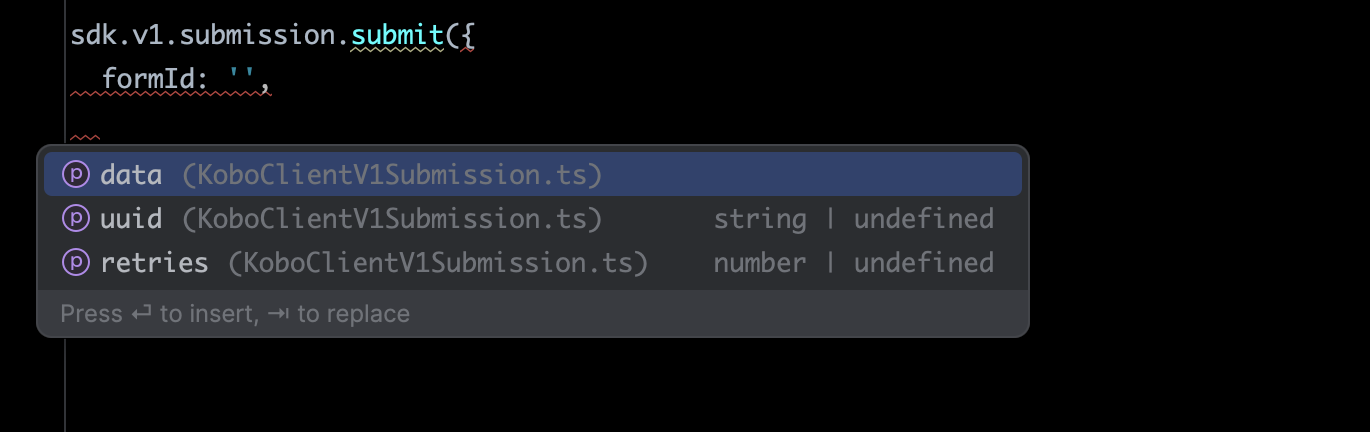 sdk.v1.submission.submit({
formId: '',
p data (KoboClientV1Submission.ts)
p uuid (KoboClientV1Submission.ts) string | undefined
p retries (KoboClientV1Submission.ts) number | undefined
Press ⏎ to insert, ⇥ to replace